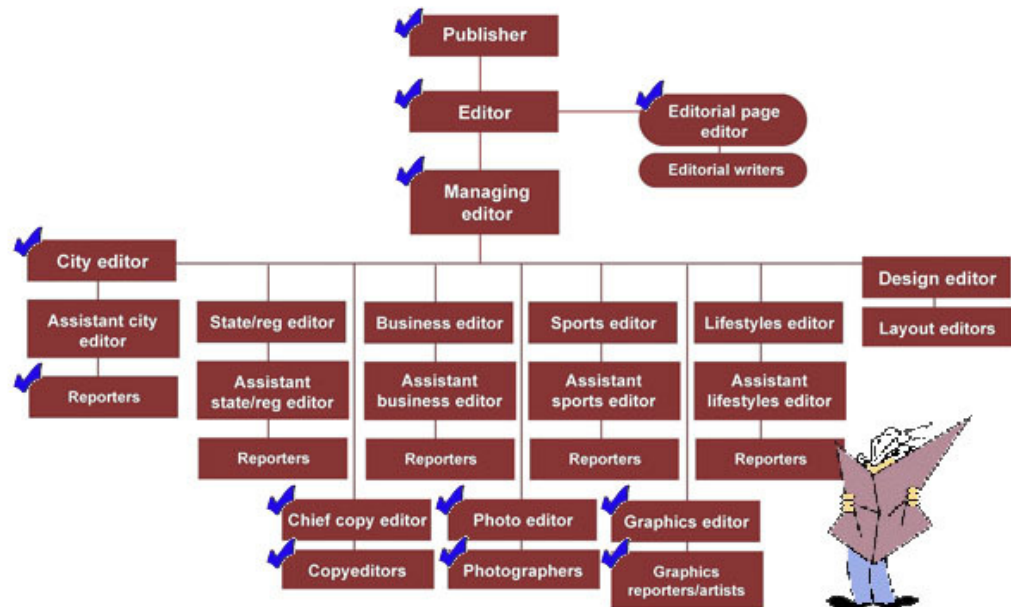 Publisher
Editor
Editorial page
editor
Editorial writers
Managing
editor
City editor
Assistant city
editor
Reporters
State/reg editor
Assistant
state/reg editor
Reporters
Business editor
Assistant
business editor
Reporters
Sports editor
Assistant
sports editor
Reporters
Lifestyles editor
Assistant
lifestyles editor
Reporters
Design editor
Layout editors
Chief copy editor
Copyeditors
Photo editor
Photographers
Graphics editor
Graphics
reporters/artists